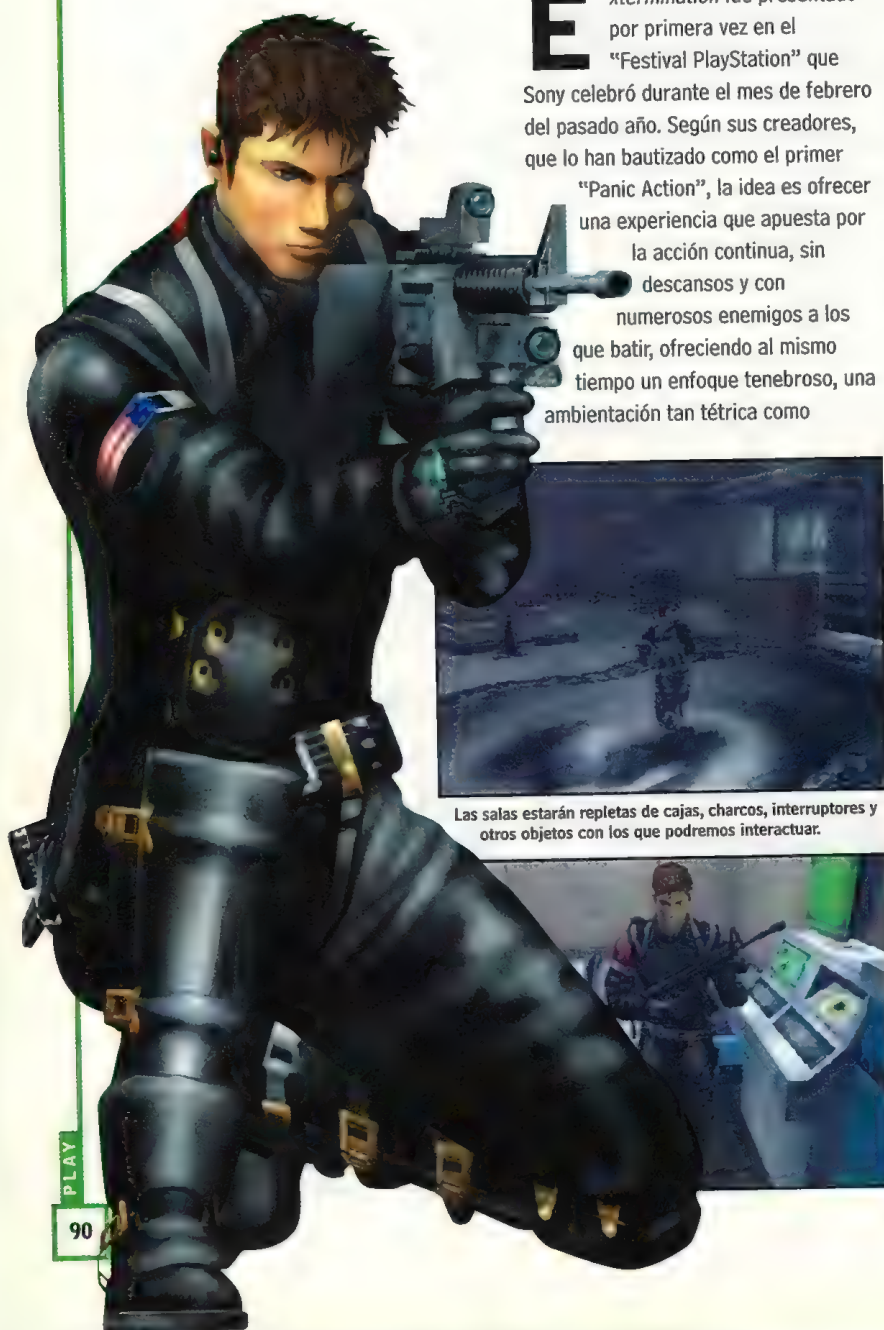 Extermination fue presentado
por primera vez en el
“Festival PlayStation” que
Sony celebró durante el mes de febrero
del pasado año. Según sus creadores,
que lo han bautizado como el primer
“Panic Action”, la idea es ofrecer
una experiencia que apuesta por
la acción continua, sin
descansos y con
numerosos enemigos a los
que batir, ofreciendo al mismo
tiempo un enfoque tenebroso, una
ambientación tan tétrica como
Las salas estarán repletas de cajas, charcos, interruptores y
otros objetos con los que podremos interactuar.
PLAY
90